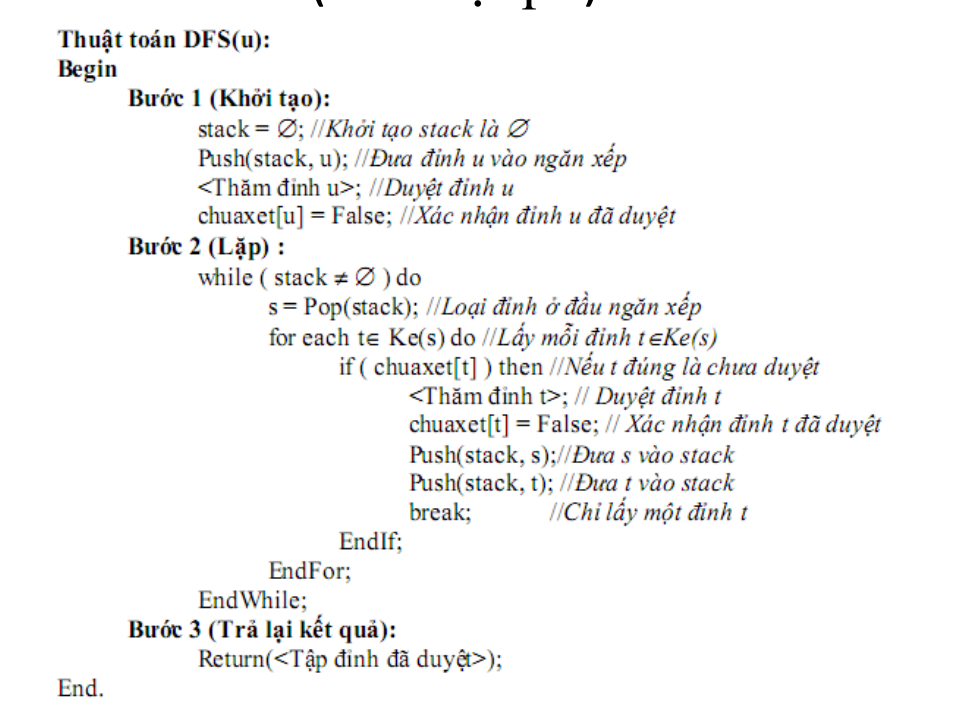 Thuật toán DFS(u):
Begin
Bước 1 (Khởi tạo):
stack = ∅; //Khởi tạo stack là ∅
Push(stack, u); //Đưa đỉnh u vào ngăn xếp
<Thăm đỉnh u>; //Duyệt đỉnh u
chuaxet[u] = False; //Xác nhận đỉnh u đã duyệt
Bước 2 (Lặp) :
while ( stack ≠ ∅ ) do
s = Pop(stack); //Loại đỉnh ở đầu ngăn xếp
for each t∈ Ke(s) do //Lấy mỗi đỉnh t∈Ke(s)
if ( chuaxet[t] ) then //Nếu t đúng là chưa duyệt
<Thăm đỉnh t>; // Duyệt đỉnh t
chuaxet[t] = False; // Xác nhận đỉnh t đã duyệt
Push(stack, s);//Đưa s vào stack
Push(stack, t); //Đưa t vào stack
break; //Chỉ lấy một đỉnh t
EndIf;
EndFor;
EndWhile;
Bước 3 (Trả lại kết quả):
Return(<Tập đỉnh đã duyệt>);
End.